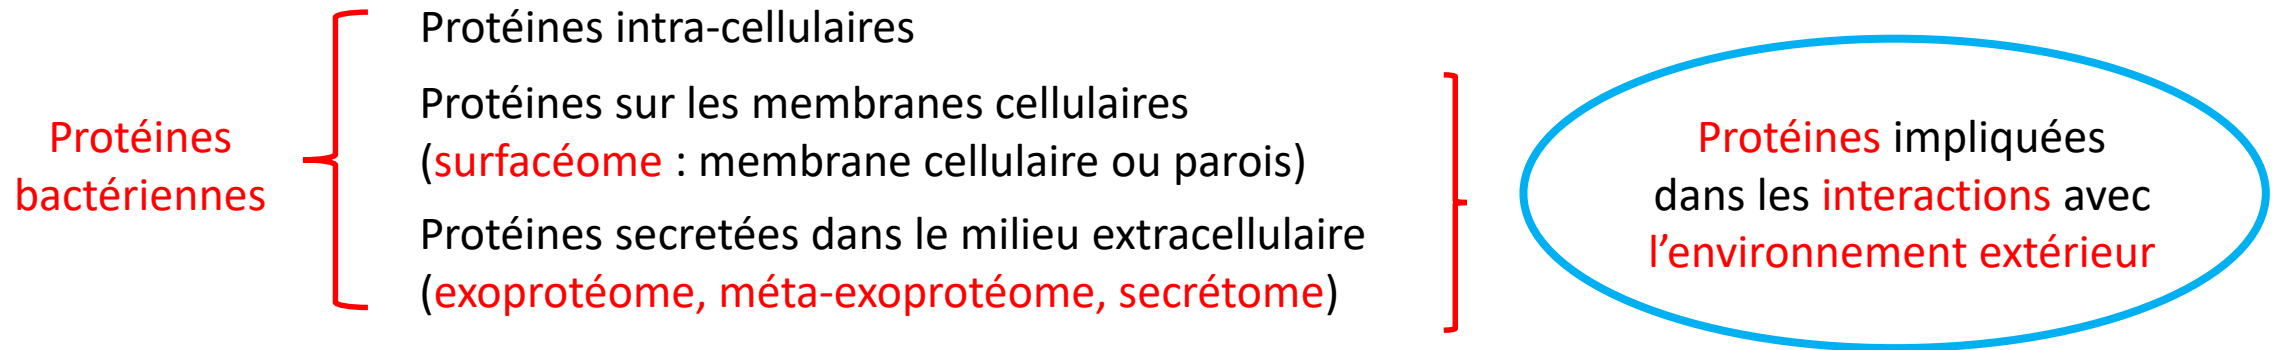 Protéines
bactériennes
Protéines intra-cellulaires
Protéines sur les membranes cellulaires
(surfacéome : membrane cellulaire ou parois)
Protéines secretées dans le milieu extracellulaire
(exoprotéome, méta-exoprotéome, secrétome)
Protéines impliquées
dans les interactions avec
l’environnement extérieur